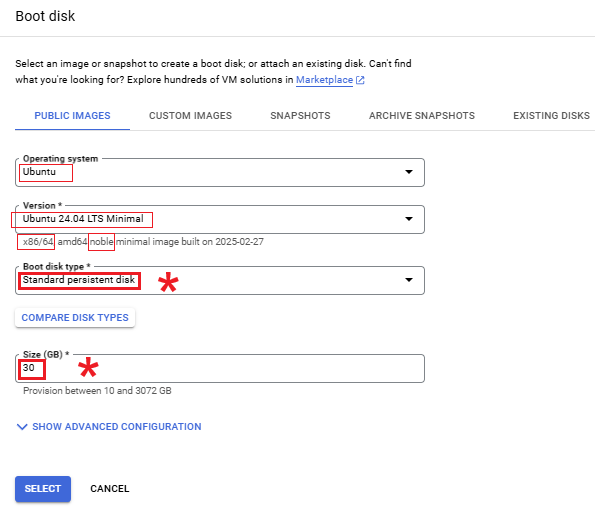 Boot disk
Select an image or snapshot to create a boot disk; or attach an existing disk. Can't find
what you're looking for? Explore hundreds of VM solutions in Marketplace
PUBLIC IMAGES CUSTOM IMAGES SNAPSHOTS ARCHIVE SNAPSHOTS EXISTING DISKS
Operating system
Ubuntu
Version *
Ubuntu 24.04 LTS Minimal
x86/64, amd64 noble minimal image built on 2025-02-27
Boot disk type *
Standard persistent disk
*
COMPARE DISK TYPES
Size (GB) *
30
*
Provision between 10 and 3072 GB
SHOW ADVANCED CONFIGURATION
SELECT CANCEL